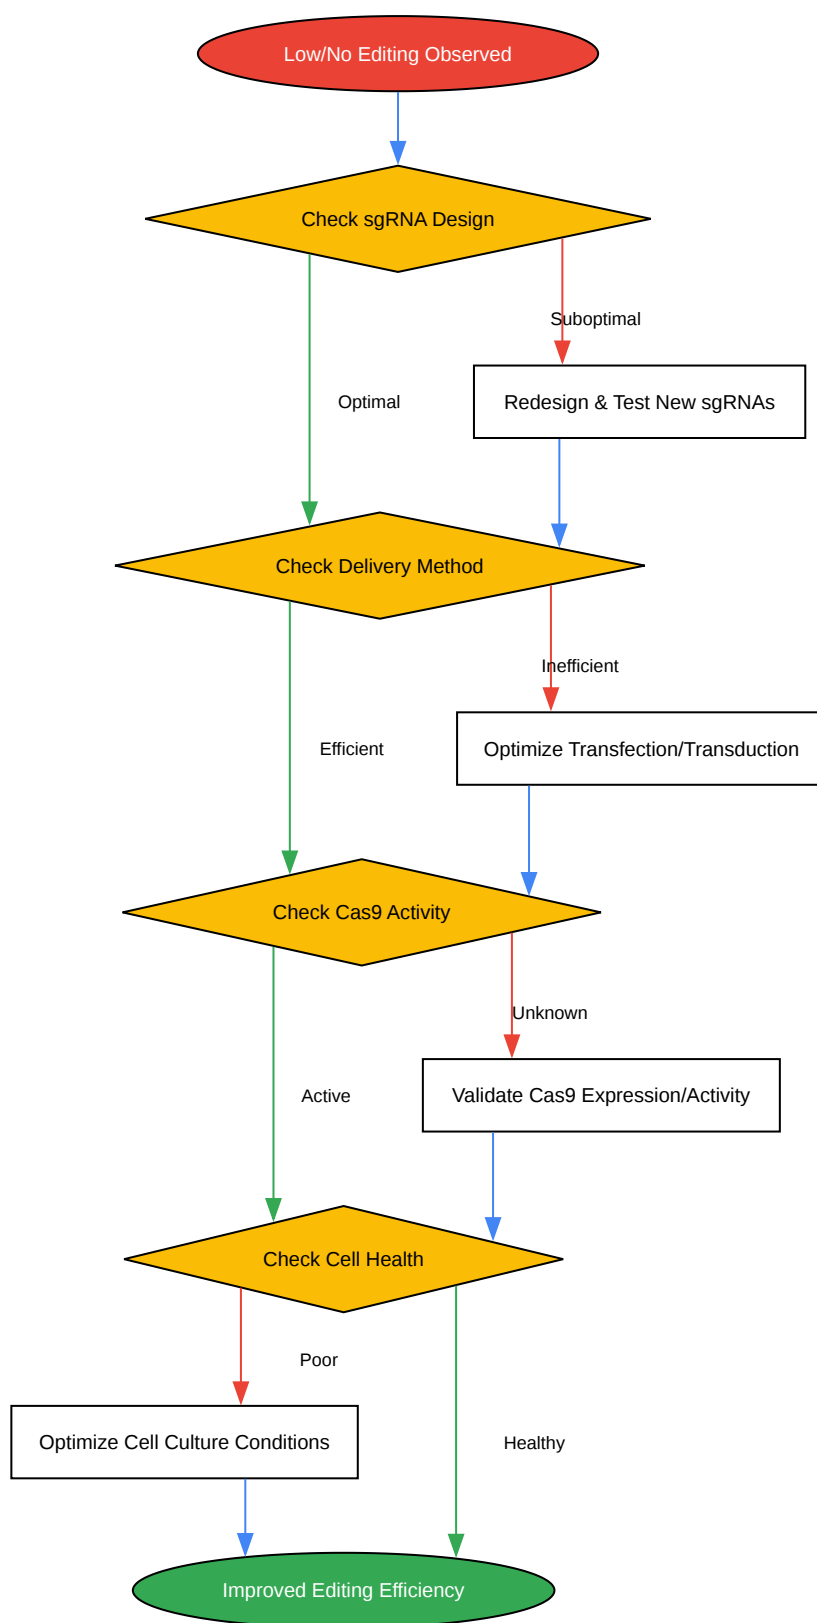 Low/No Editing Observed
Check sgRNA Design
Suboptimal
Optimal
Redesign & Test New sgRNAs
Check Delivery Method
Inefficient
Efficient
Optimize Transfection/Transduction
Check Cas9 Activity
Unknown
Active
Validate Cas9 Expression/Activity
Check Cell Health
Poor
Optimize Cell Culture Conditions
Healthy
Improved Editing Efficiency